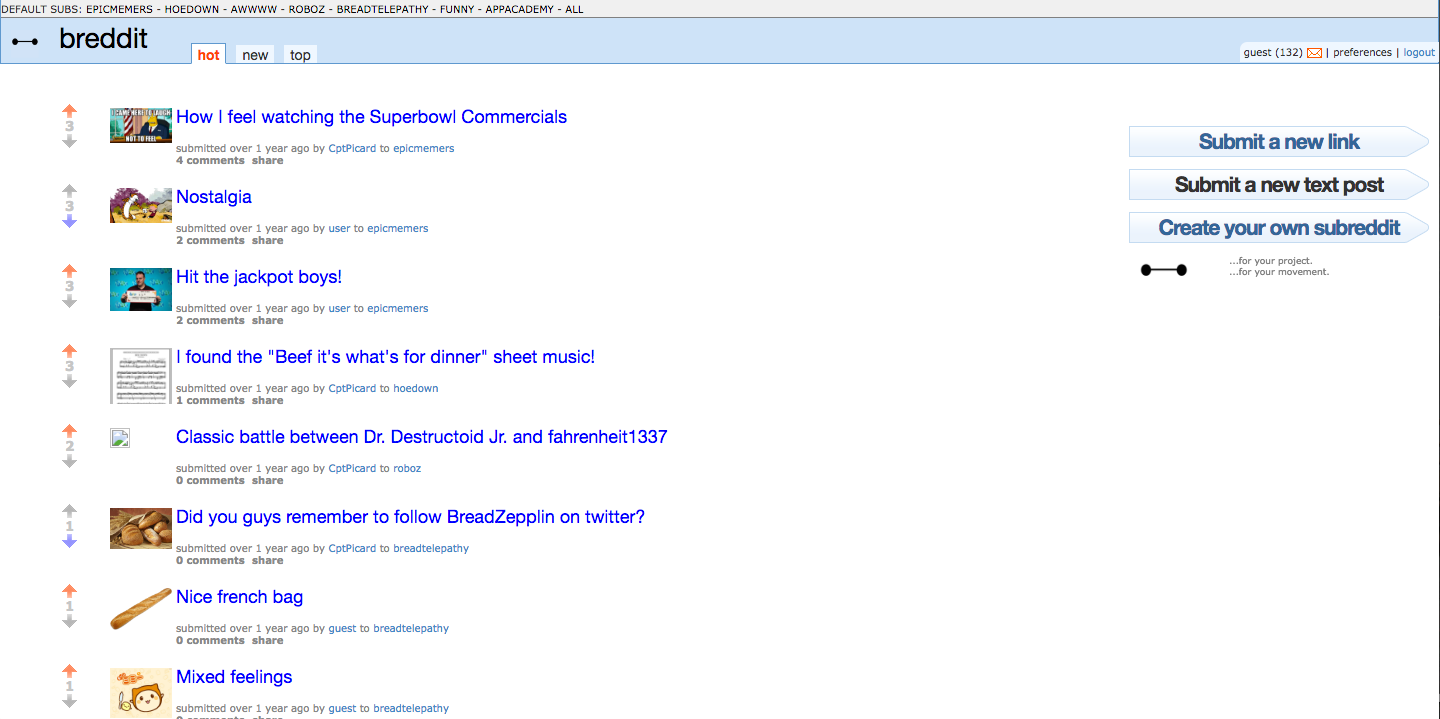 DEFAULT SUBS: EPICMEMERS - HOEDOWN - AWWWW - ROBOZ - BREADTELEPATHY - FUNNY - APPACADEMY - ALL
breddit
hot new top
guest (132) | preferences | logout
3
I CAME HERE TO LAUGH
NOT TO FEEL
How I feel watching the Superbowl Commercials
submitted over 1 year ago by CptPicard to epicmemers
4 comments share
3
Nostalgia
submitted over 1 year ago by user to epicmemers
2 comments share
3
Hit the jackpot boys!
submitted over 1 year ago by user to epicmemers
2 comments share
3
I found the "Beef it's what's for dinner" sheet music!
submitted over 1 year ago by CptPicard to hoedown
1 comments share
2
Classic battle between Dr. Destructoid Jr. and fahrenheit1337
submitted over 1 year ago by CptPicard to roboz
0 comments share
1
Did you guys remember to follow BreadZepplin on twitter?
submitted over 1 year ago by CptPicard to breadtelepathy
0 comments share
1
Nice french bag
submitted over 1 year ago by guest to breadtelepathy
0 comments share
1
Mixed feelings
submitted over 1 year ago by guest to breadtelepathy
Submit a new link
Submit a new text post
Create your own subreddit
...for your project.
...for your movement.